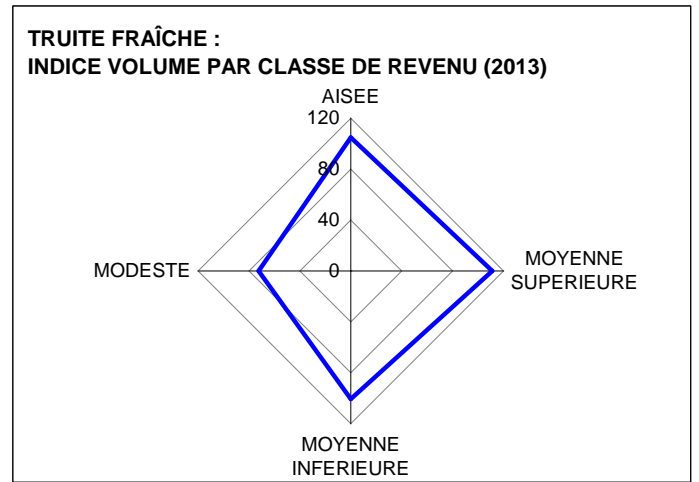 TRUITE FRAÎCHE :
INDICE VOLUME PAR CLASSE DE REVENU (2013)
AISEE
120
80
40
0
MODESTE
MOYENNE
SUPERIEURE
MOYENNE
INFERIEURE